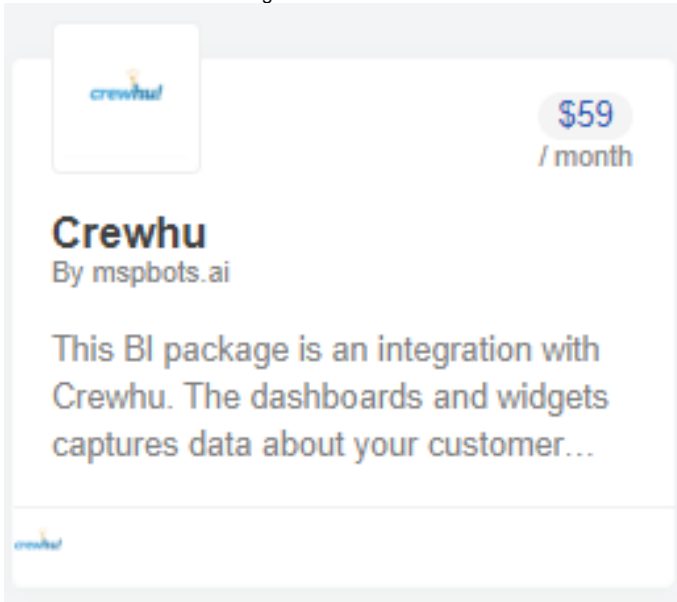 crewhu!
$59
/ month
Crewhu
By mspbots.ai
This BI package is an integration with
Crewhu. The dashboards and widgets
captures data about your customer...
crewhu!